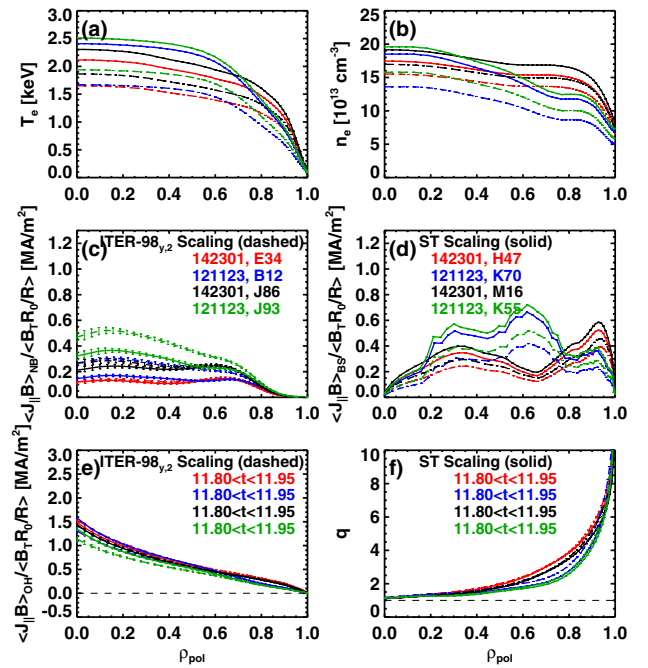 (a)
(b)
T_e [keV]
3.0
2.5
2.0
1.5
1.0
0.5
0.0
0.0 0.2 0.4 0.6 0.8 1.0
n_e [10^13 cm^-3]
25
20
15
10
5
0
0.0 0.2 0.4 0.6 0.8 1.0
(c)
ITER-98_y,2 Scaling (dashed)
142301, E34
121123, B12
142301, J86
121123, J93
<J_||B>_NB/<B_TR_0/R> [MA/m^2]
1.2
1.0
0.8
0.6
0.4
0.2
0.0
0.0 0.2 0.4 0.6 0.8 1.0
(d)
ST Scaling (solid)
142301, H47
121123, K70
142301, M16
121123, K55
<J_||B>_BS/<B_TR_0/R> [MA/m^2]
1.2
1.0
0.8
0.6
0.4
0.2
0.0
0.0 0.2 0.4 0.6 0.8 1.0
e)
ITER-98_y,2 Scaling (dashed)
11.80<t<11.95
11.80<t<11.95
11.80<t<11.95
11.80<t<11.95
<J_||B>_OH/<B_TR_0/R> [MA/m^2]
3.0
2.5
2.0
1.5
1.0
0.5
0.0
-0.5
0.0 0.2 0.4 0.6 0.8 1.0
ρ_pol
f)
ST Scaling (solid)
11.80<t<11.95
11.80<t<11.95
11.80<t<11.95
11.80<t<11.95
q
10
8
6
4
2
0
0.0 0.2 0.4 0.6 0.8 1.0
ρ_pol